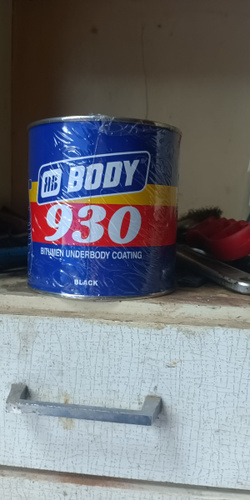 HB BODY
930
BITUMEN UNDERBODY COATING
BLACK